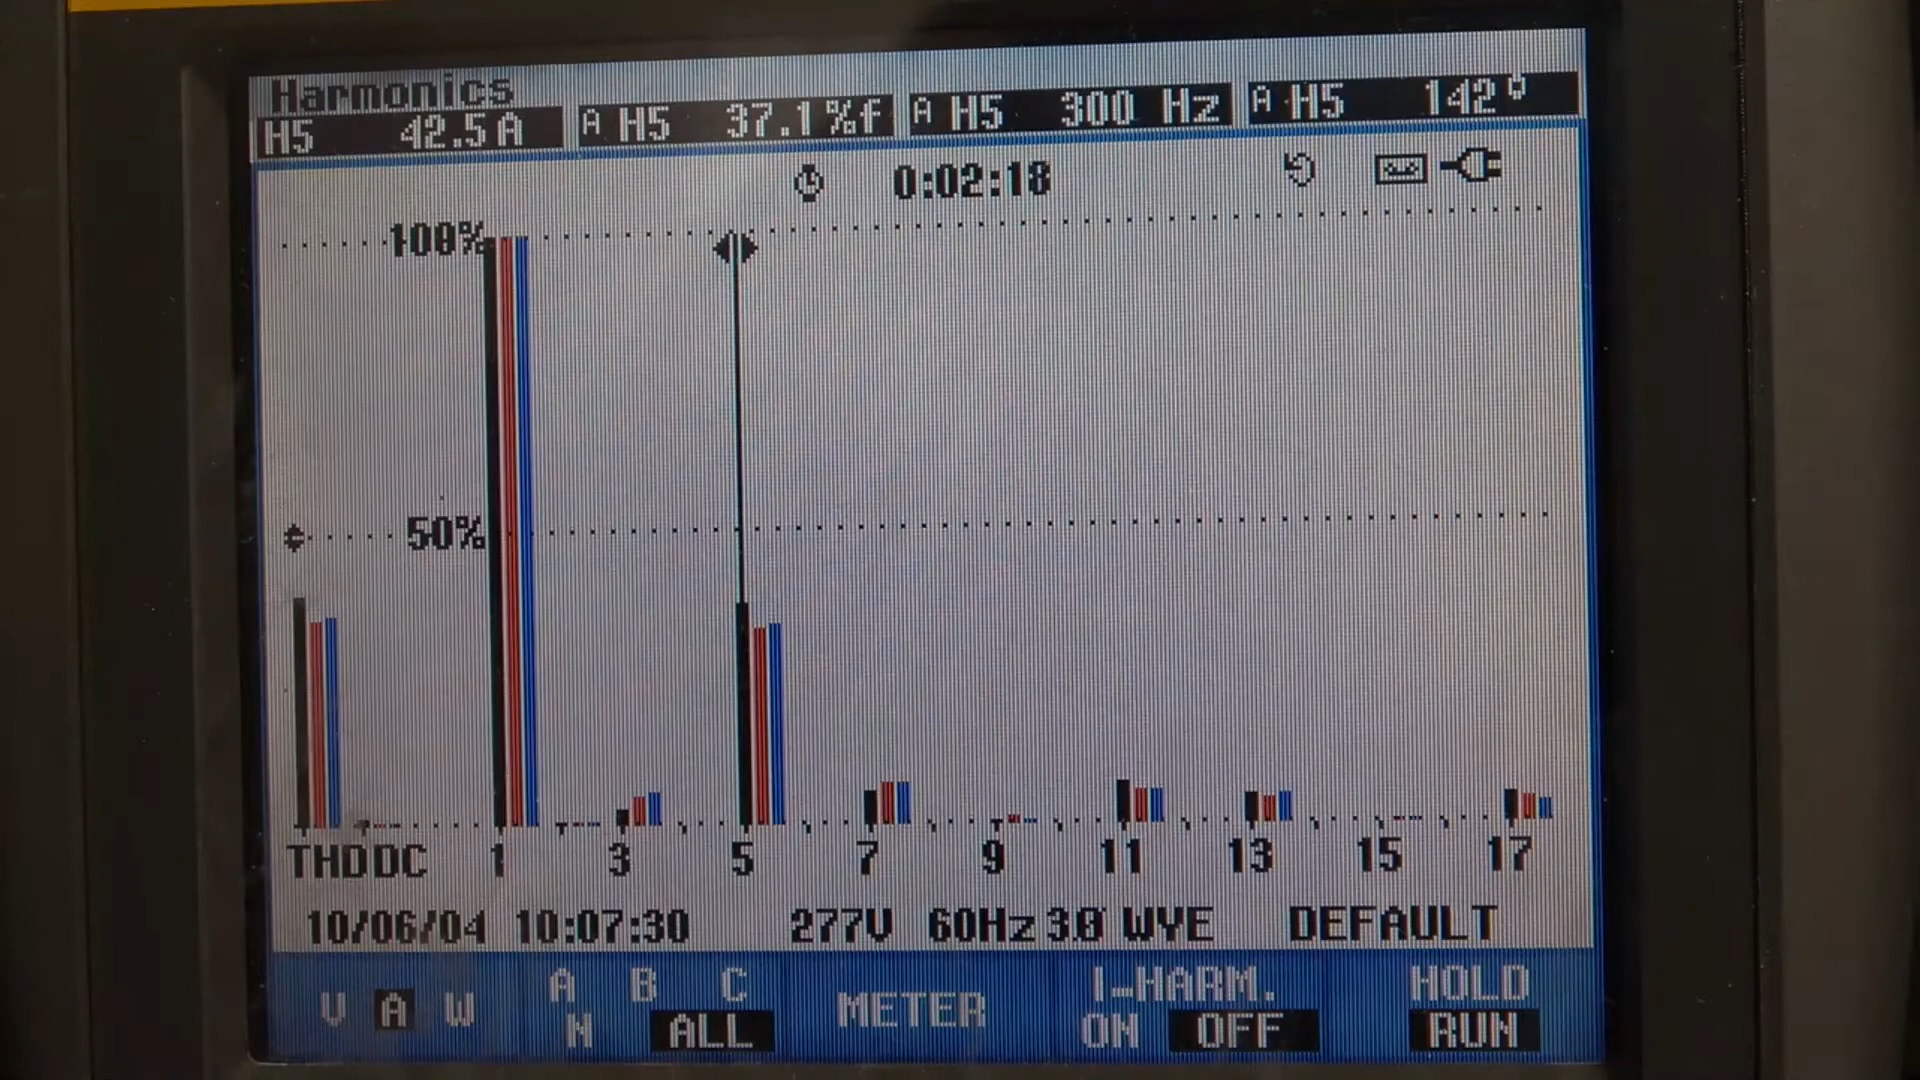 Harmonics
H5 42.5 A A H5 37.1 %f A H5 300 Hz A H5 142°
0:02:18
100%
50%
THD DC 1 3 5 7 9 11 13 15 17
10/06/04 10:07:30 277V 60Hz 3Ø WYE DEFAULT
V A W A B C N ALL METER I-HARM. ON OFF HOLD RUN